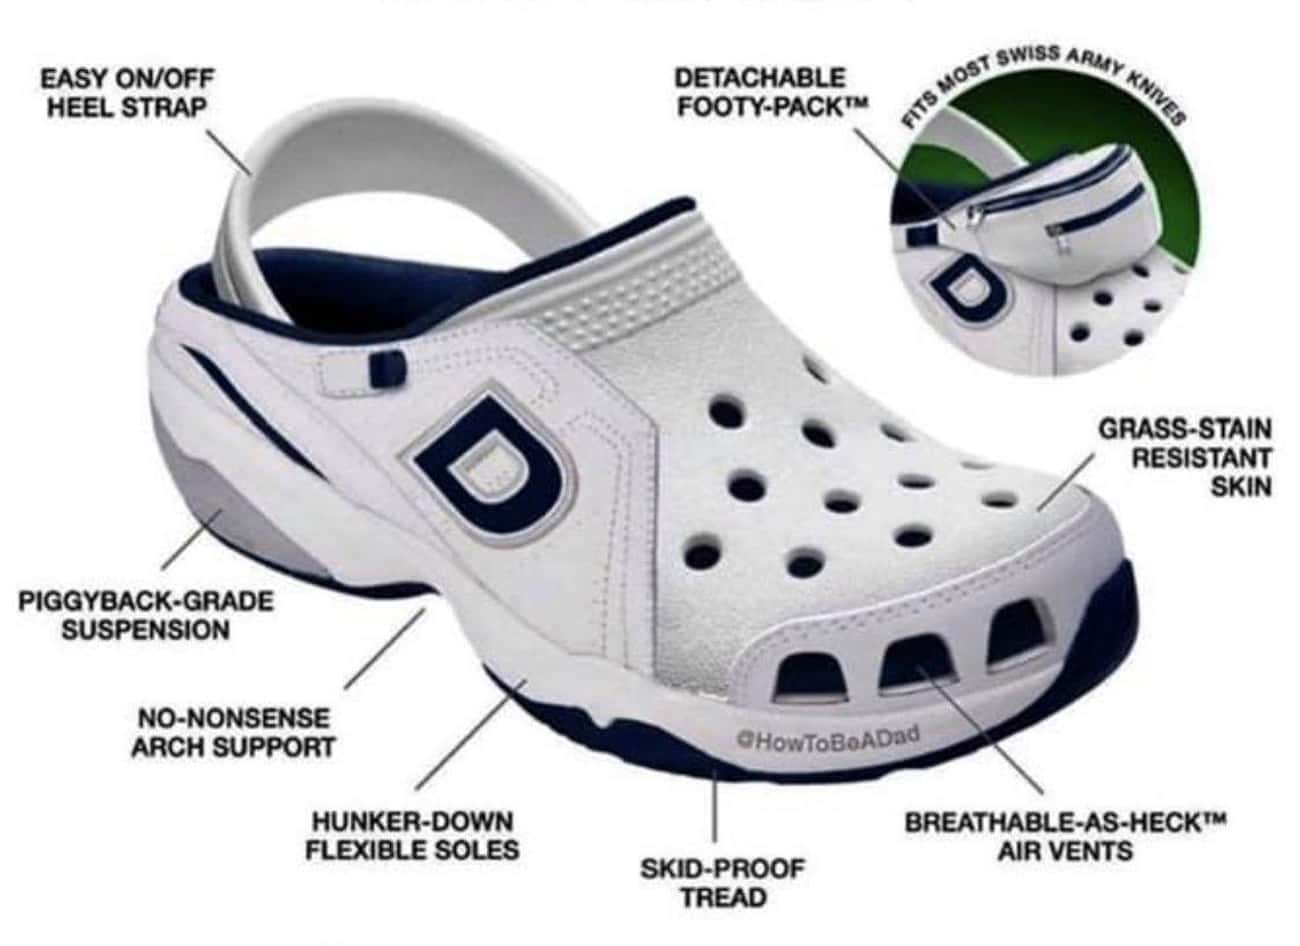 EASY ON/OFF
HEEL STRAP
DETACHABLE
FOOTY-PACK™
FITS MOST SWISS ARMY KNIVES
D
D
GRASS-STAIN
RESISTANT
SKIN
PIGGYBACK-GRADE
SUSPENSION
NO-NONSENSE
ARCH SUPPORT
@HowToBeADad
HUNKER-DOWN
FLEXIBLE SOLES
BREATHABLE-AS-HECK™
AIR VENTS
SKID-PROOF
TREAD